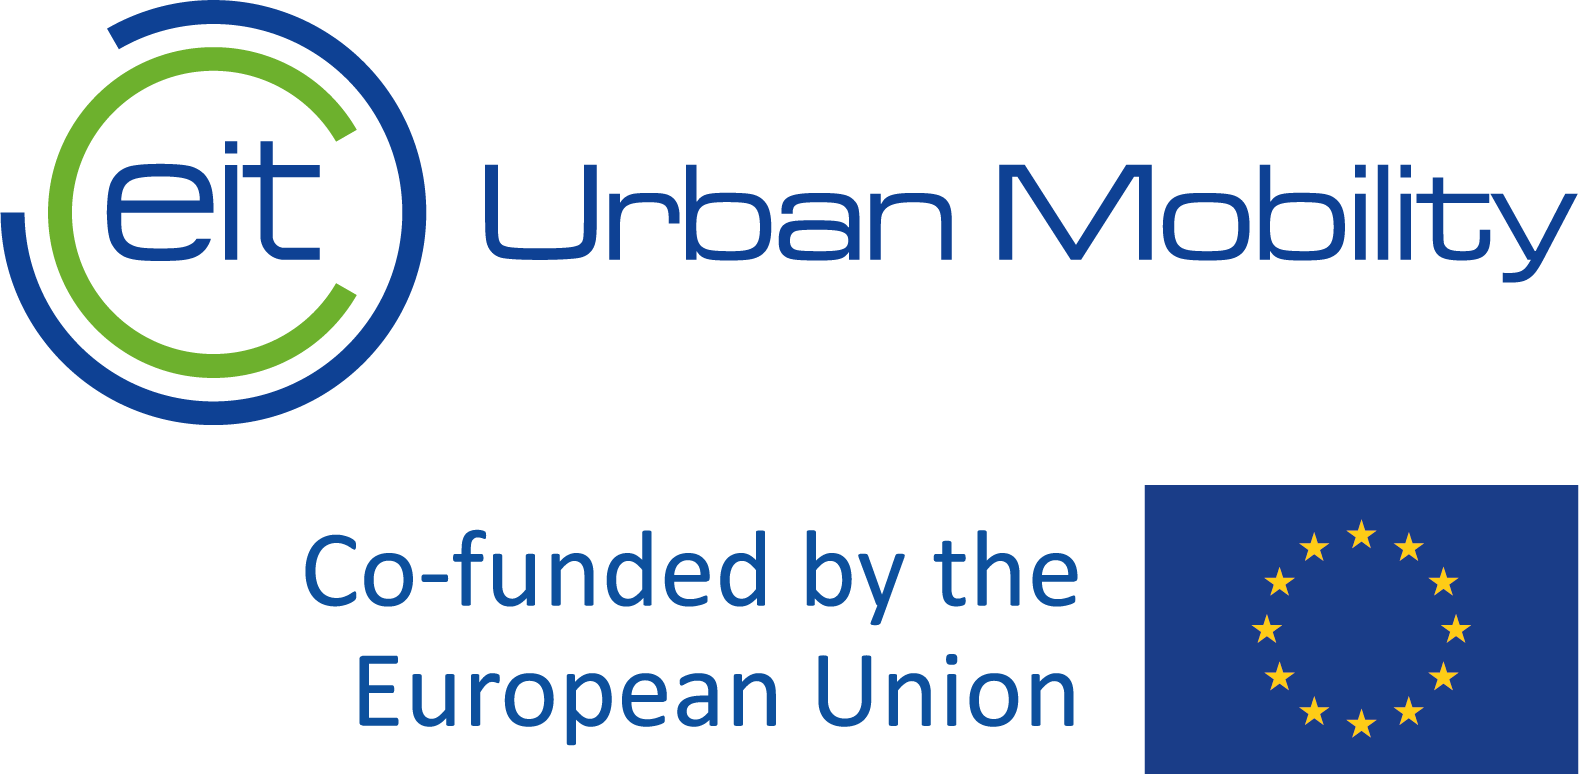 eit Urban Mobility
Co-funded by the
European Union